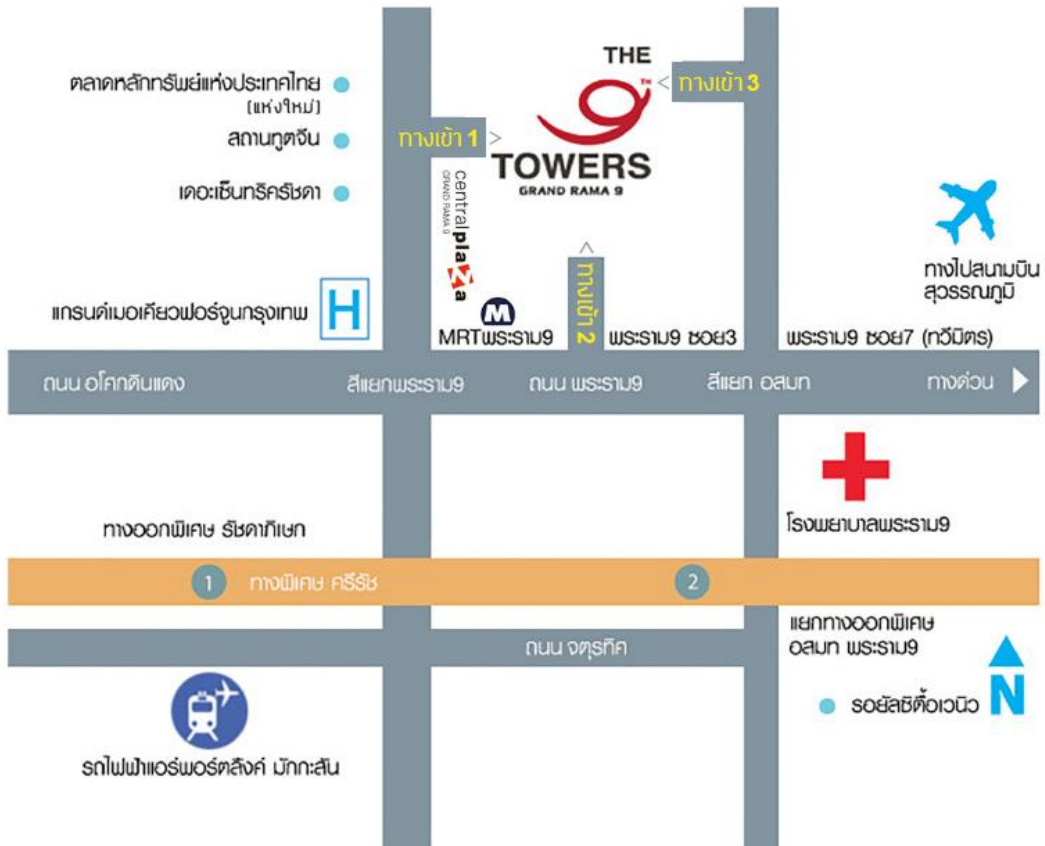 THE
9TH
TOWERS
GRAND RAMA 9
ทางเข้า 3
ตลาดหลักทรัพย์แห่งประเทศไทย
(แห่งใหม่)
สถานทูตจีน
ทางเข้า 1
เดอะเซ็นทริครัชดา
centralplaza
GRAND RAMA 9
ทางไปสนามบิน
สุวรรณภูมิ
แกรนด์เมอเคียวฟอร์จูนกรุงเทพ
H
M
MRTพระราม9
ทางเข้า 2
พระราม9 ซอย3
พระราม9 ซอย7 (ทวีมิตร)
ถนน อโศกดินแดง
สี่แยกพระราม9
ถนน พระราม9
สี่แยก อสมท
ทางด่วน
โรงพยาบาลพระราม9
ทางออกพิเศษ รัชดาภิเษก
1
ทางพิเศษ ศรีรัช
2
แยกทางออกพิเศษ
อสมท พระราม9
ถนน จตุรทิศ
รอยัลซิตี้อเวนิว
N
รถไฟฟ้าแอร์พอร์ตลิงค์ มักกะสัน